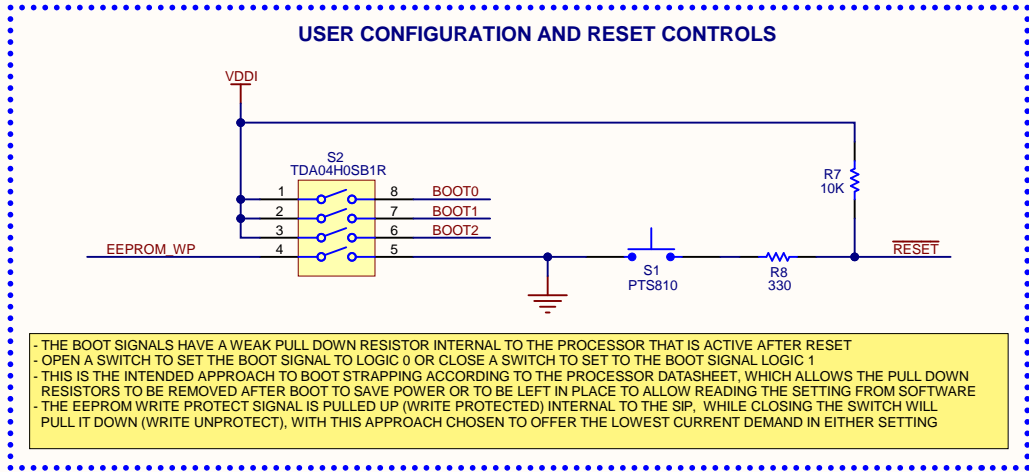 USER CONFIGURATION AND RESET CONTROLS
VDDI
S2
TDA04H0SB1R
R7
10K
1
8
BOOT0
2
7
BOOT1
3
6
BOOT2
EEPROM_WP
4
5
RESET
S1
PTS810
R8
330
- THE BOOT SIGNALS HAVE A WEAK PULL DOWN RESISTOR INTERNAL TO THE PROCESSOR THAT IS ACTIVE AFTER RESET
- OPEN A SWITCH TO SET THE BOOT SIGNAL TO LOGIC 0 OR CLOSE A SWITCH TO SET TO THE BOOT SIGNAL LOGIC 1
- THIS IS THE INTENDED APPROACH TO BOOT STRAPPING ACCORDING TO THE PROCESSOR DATASHEET, WHICH ALLOWS THE PULL DOWN
RESISTORS TO BE REMOVED AFTER BOOT TO SAVE POWER OR TO BE LEFT IN PLACE TO ALLOW READING THE SETTING FROM SOFTWARE
- THE EEPROM WRITE PROTECT SIGNAL IS PULLED UP (WRITE PROTECTED) INTERNAL TO THE SIP, WHILE CLOSING THE SWITCH WILL
PULL IT DOWN (WRITE UNPROTECT), WITH THIS APPROACH CHOSEN TO OFFER THE LOWEST CURRENT DEMAND IN EITHER SETTING